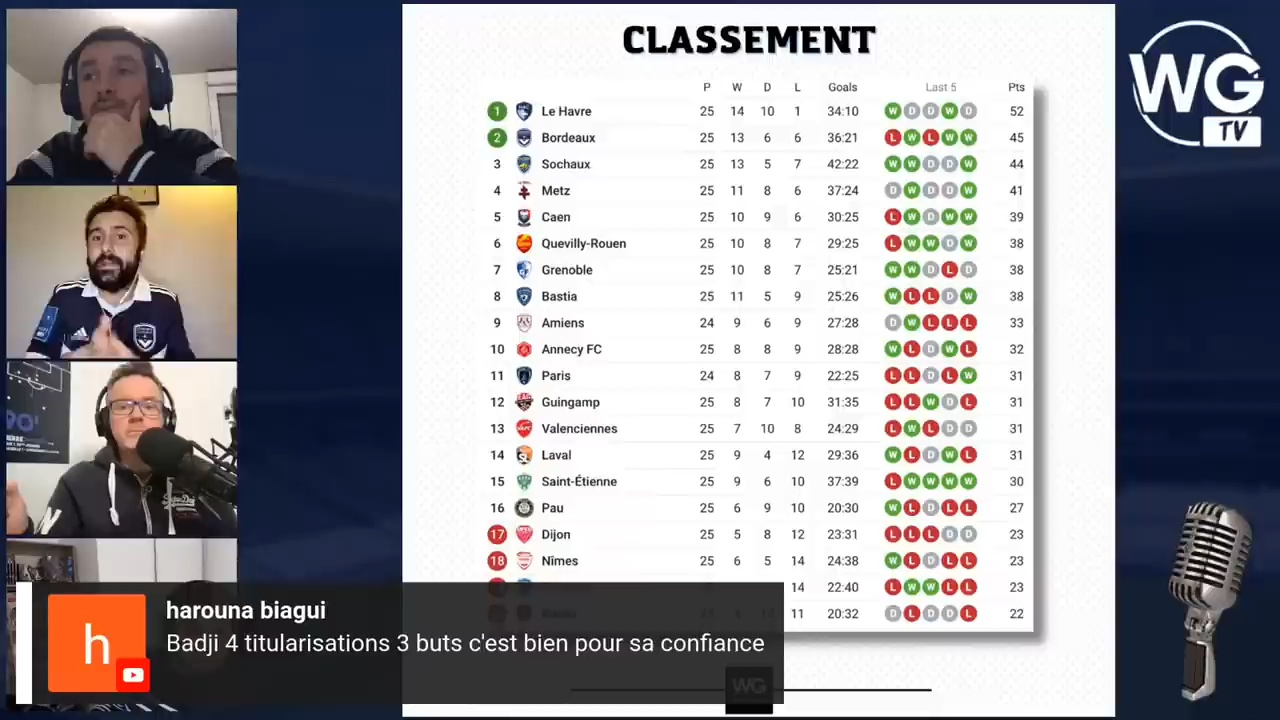 CLASSEMENT
P W D L Goals Last 5 Pts
1 Le Havre 25 14 10 1 34:10 W D D W D 52
2 Bordeaux 25 13 6 6 36:21 L W L W W 45
3 Sochaux 25 13 5 7 42:22 W W D D W 44
4 Metz 25 11 8 6 37:24 D W D D W 41
5 Caen 25 10 9 6 30:25 L W D W W 39
6 Quevilly-Rouen 25 10 8 7 29:25 L W W D W 38
7 Grenoble 25 10 8 7 25:21 W W D L D 38
8 Bastia 25 11 5 9 25:26 W L L D W 38
9 Amiens 24 9 6 9 27:28 D W L L L 33
10 Annecy FC 25 8 8 9 28:28 W L D W L 32
11 Paris 24 8 7 9 22:25 L L D L W 31
12 Guingamp 25 8 7 10 31:35 L L W D L 31
13 Valenciennes 25 7 10 8 24:29 L W L D D 31
14 Laval 25 9 4 12 29:36 W L D W L 31
15 Saint-Étienne 25 9 6 10 37:39 L W W W W 30
16 Pau 25 6 9 10 20:30 W L D L L 27
17 Dijon 25 5 8 12 23:31 L L L D D 23
18 Nîmes 25 6 5 14 24:38 W L D L L 23
14 22:40 L W W L L 23
11 20:32 D L D D L 22
WG
TV
harouna biagui
h
Badji 4 titularisations 3 buts c'est bien pour sa confiance
WG